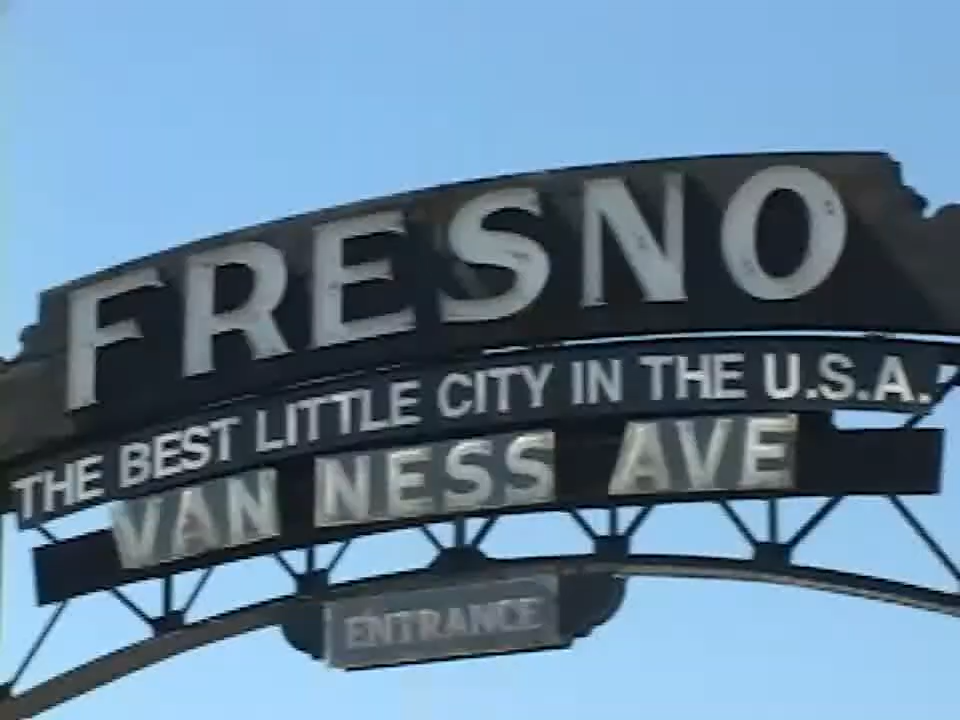 FRESNO
THE BEST LITTLE CITY IN THE U.S.A.
VAN NESS AVE
ENTRANCE